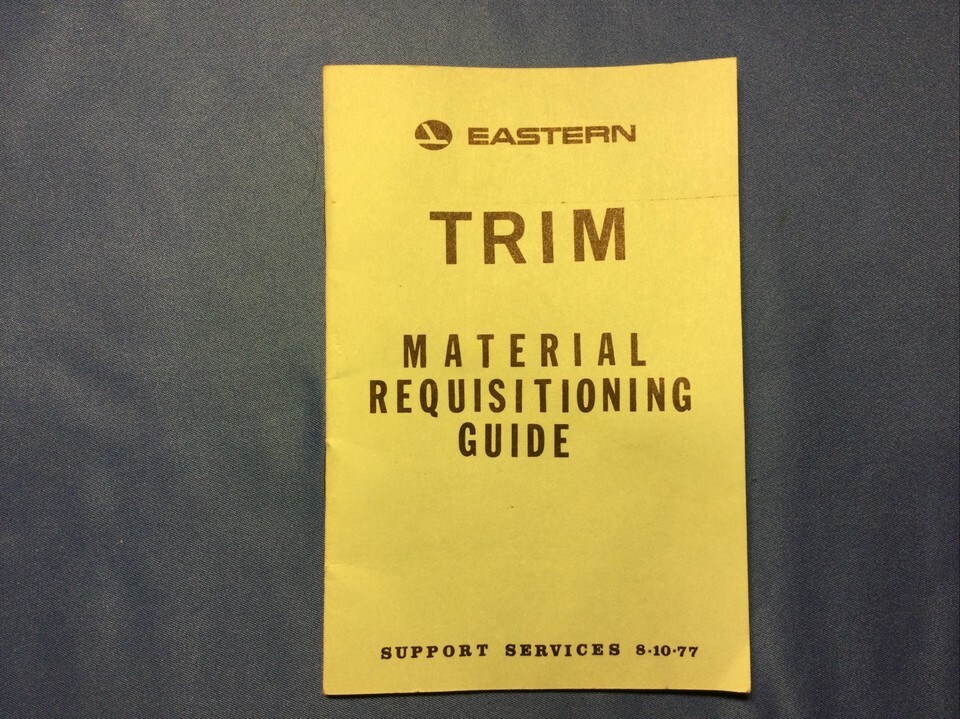 EASTERN
TRIM
MATERIAL
REQUISITIONING
GUIDE
SUPPORT SERVICES 8·10·77